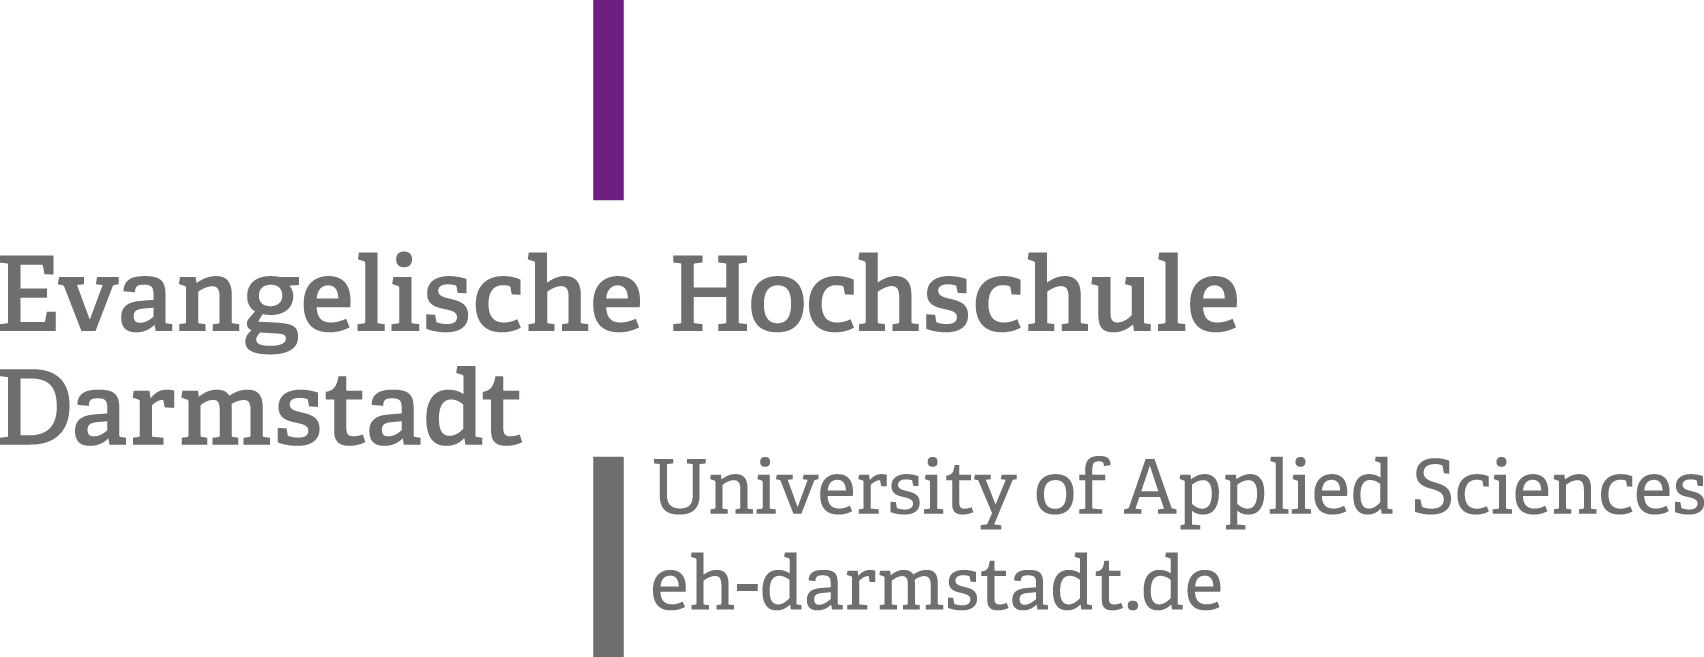 Evangelische Hochschule
Darmstadt
University of Applied Sciences
eh-darmstadt.de